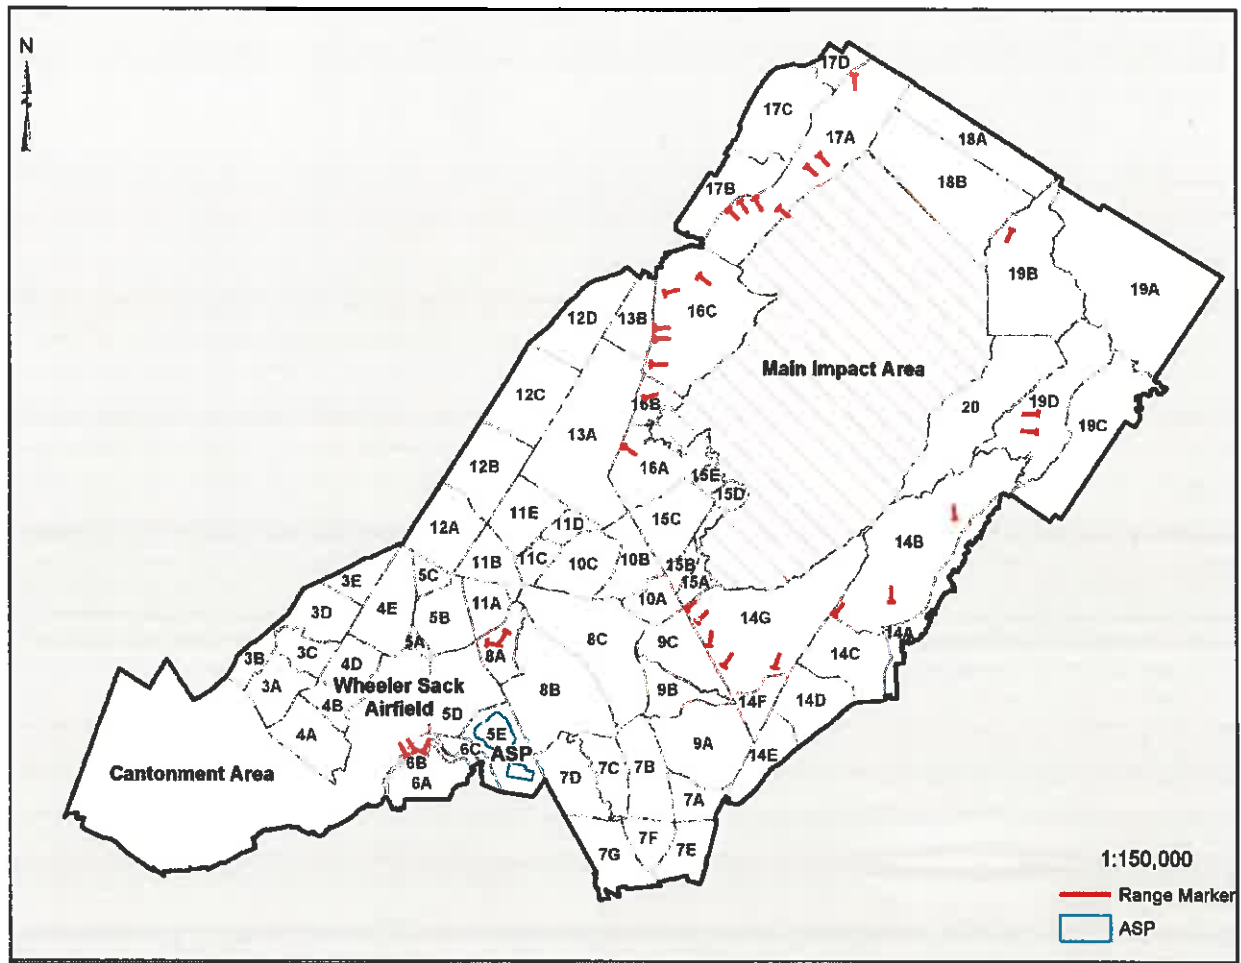 N
17D
17C
17A
18A
18B
17B
19B
19A
12D
13B
16C
Main Impact Area
12C
20
19D
19C
16B
13A
12B
16A
15E
15D
12A
11E
11D
15C
14B
11B
11C
10C
10B
15B
15A
3E
5C
4E
11A
10A
3D
5B
14G
8C
9C
5A
14A
3B
3C
4D
8A
14C
3A
Wheeler Sack
Airfield
8B
9B
4B
14F
14D
5D
4A
5E
9A
6C
ASP
14E
6B
7C
7B
Cantonment Area
7D
6A
7A
7F
7E
7G
1:150,000
Range Marker
ASP